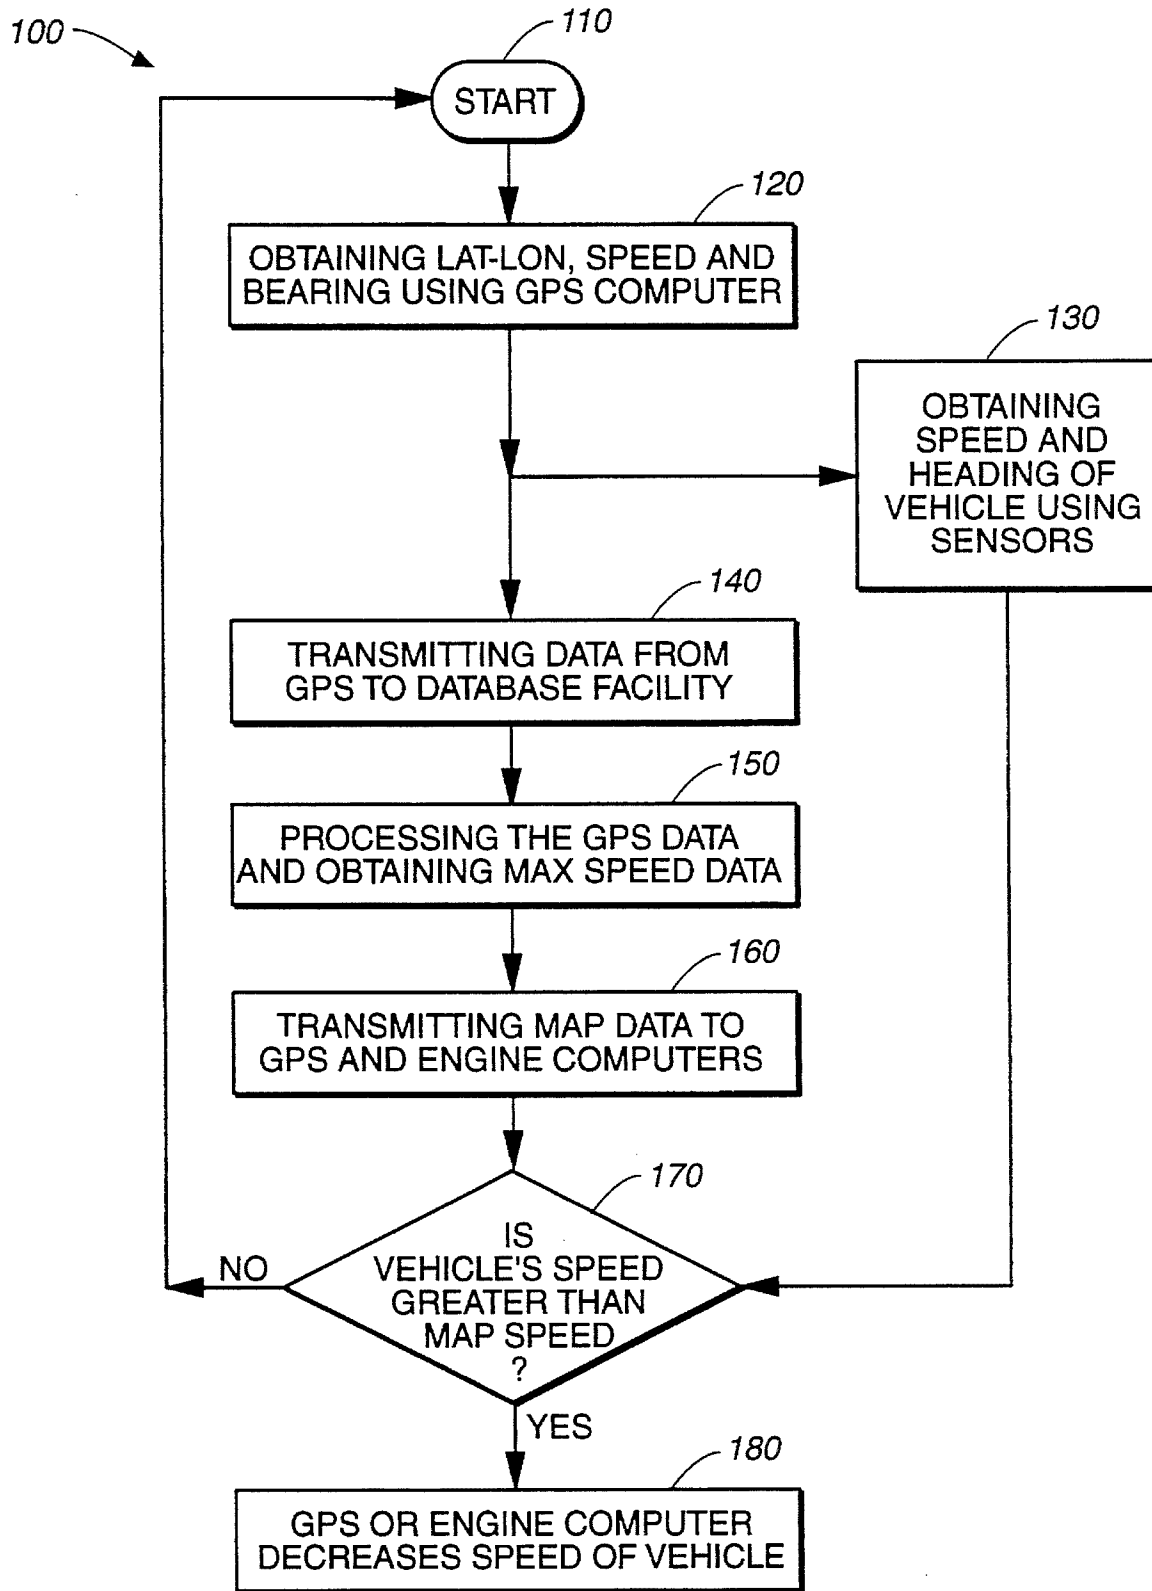 100
110
START
120
OBTAINING LAT-LON, SPEED AND
BEARING USING GPS COMPUTER
130
OBTAINING
SPEED AND
HEADING OF
VEHICLE USING
SENSORS
140
TRANSMITTING DATA FROM
GPS TO DATABASE FACILITY
150
PROCESSING THE GPS DATA
AND OBTAINING MAX SPEED DATA
160
TRANSMITTING MAP DATA TO
GPS AND ENGINE COMPUTERS
170
IS
VEHICLE'S SPEED
GREATER THAN
MAP SPEED
?
NO
YES
180
GPS OR ENGINE COMPUTER
DECREASES SPEED OF VEHICLE